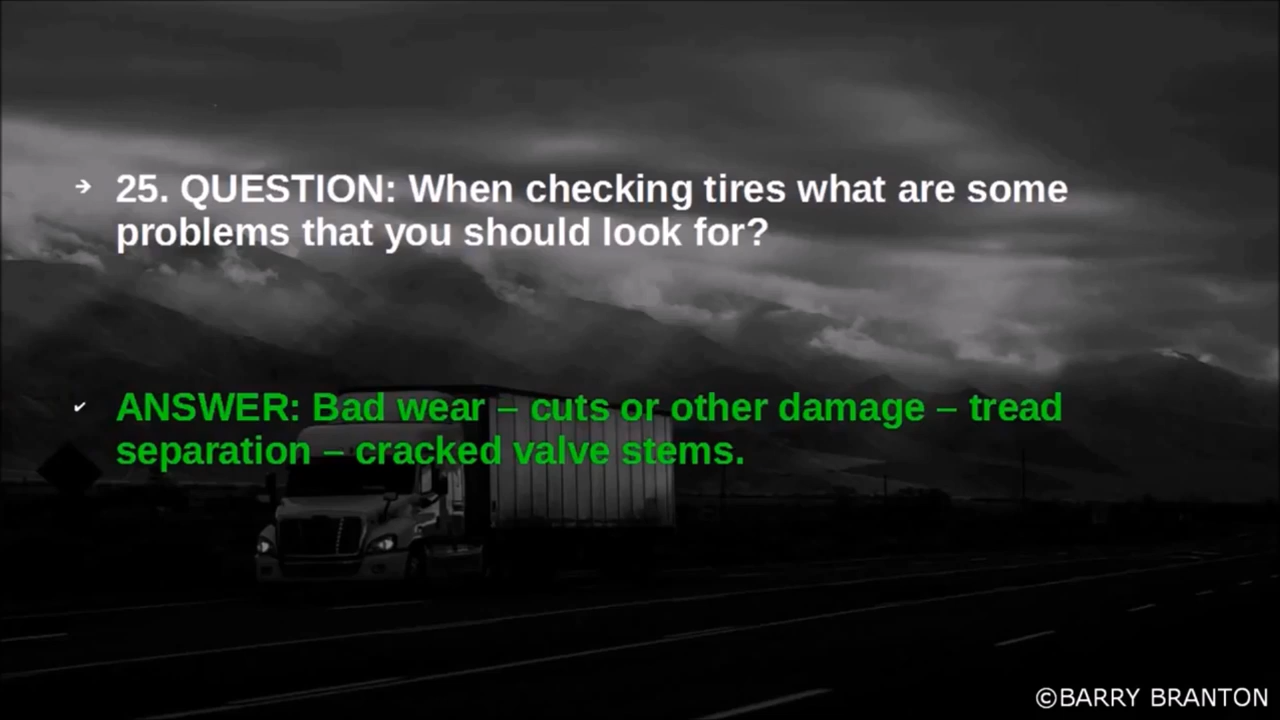 25. QUESTION: When checking tires what are some
problems that you should look for?
ANSWER: Bad wear – cuts or other damage – tread
separation – cracked valve stems.
©BARRY BRANTON